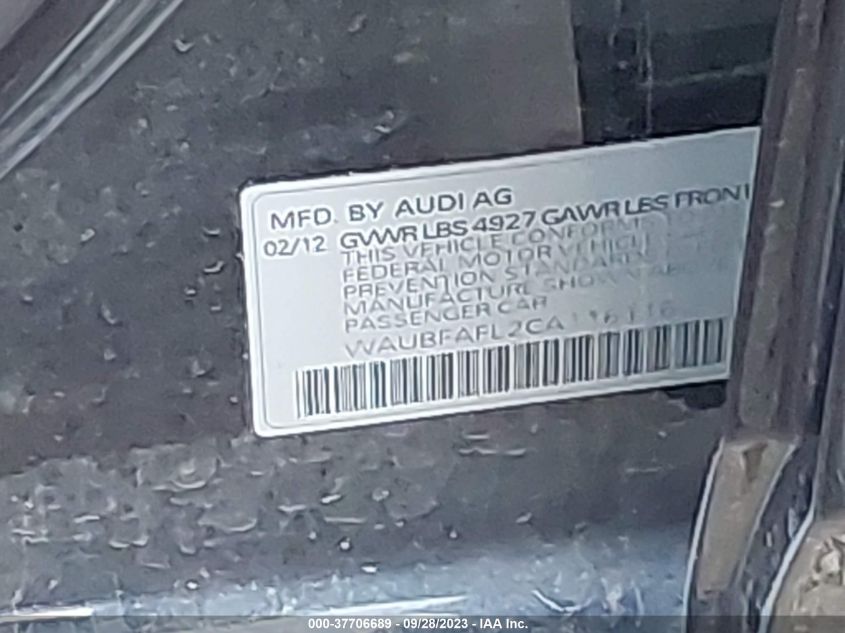 MFD. BY AUDI AG
02/12 GVWR LBS 4927 GAWR LBS FRONT
THIS VEHICLE CONFORMS
FEDERAL MOTOR VEHICLE
PREVENTION STANDARDS
MANUFACTURE SHOWN ABOVE
PASSENGER CAR
WAUBFAFL2CA116116
000-37706689 - 09/28/2023 - IAA Inc.